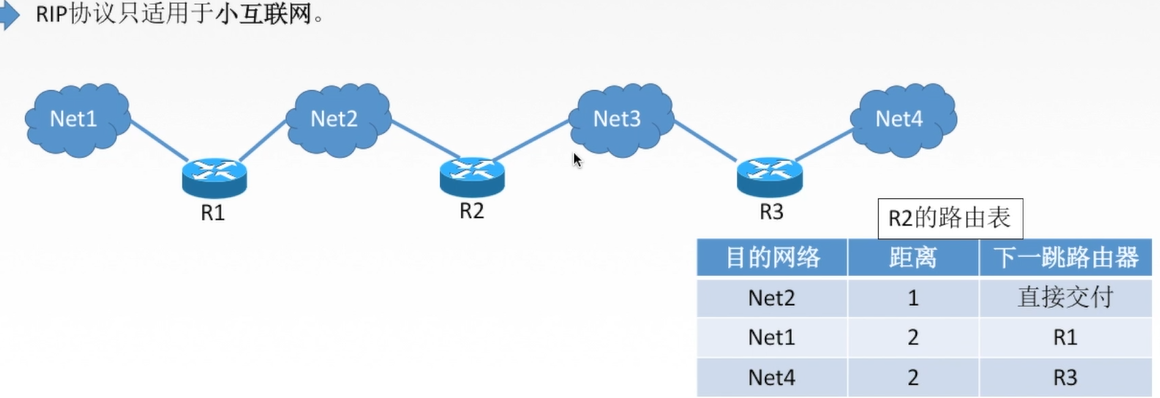 RIP协议只适用于小互联网。
Net1
Net2
Net3
Net4
R1
R2
R3
R2的路由表
目的网络 距离 下一跳路由器
Net2 1 直接交付
Net1 2 R1
Net4 2 R3